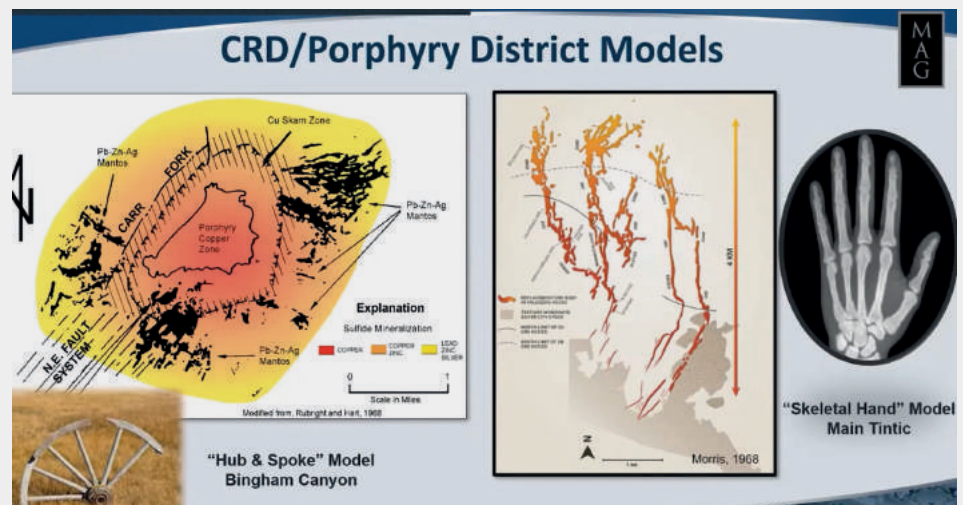 CRD/Porphyry District Models
M
A
G
Cu Skarn Zone
Pb-Zn-Ag
Mantos
FORK
CARR
Pb-Zn-Ag
Mantos
Porphyry
Copper
Zone
Explanation
Sulfide Mineralization
COPPER
COPPER
ZINC
LEAD
ZINC
SILVER
Pb-Zn-Ag
Mantos
N.E. FAULT
SYSTEM
0
1
Scale in Miles
Modified from, Rubright and Hart, 1968
"Hub & Spoke" Model
Bingham Canyon
4 KM
N
Morris, 1968
"Skeletal Hand" Model
Main Tintic